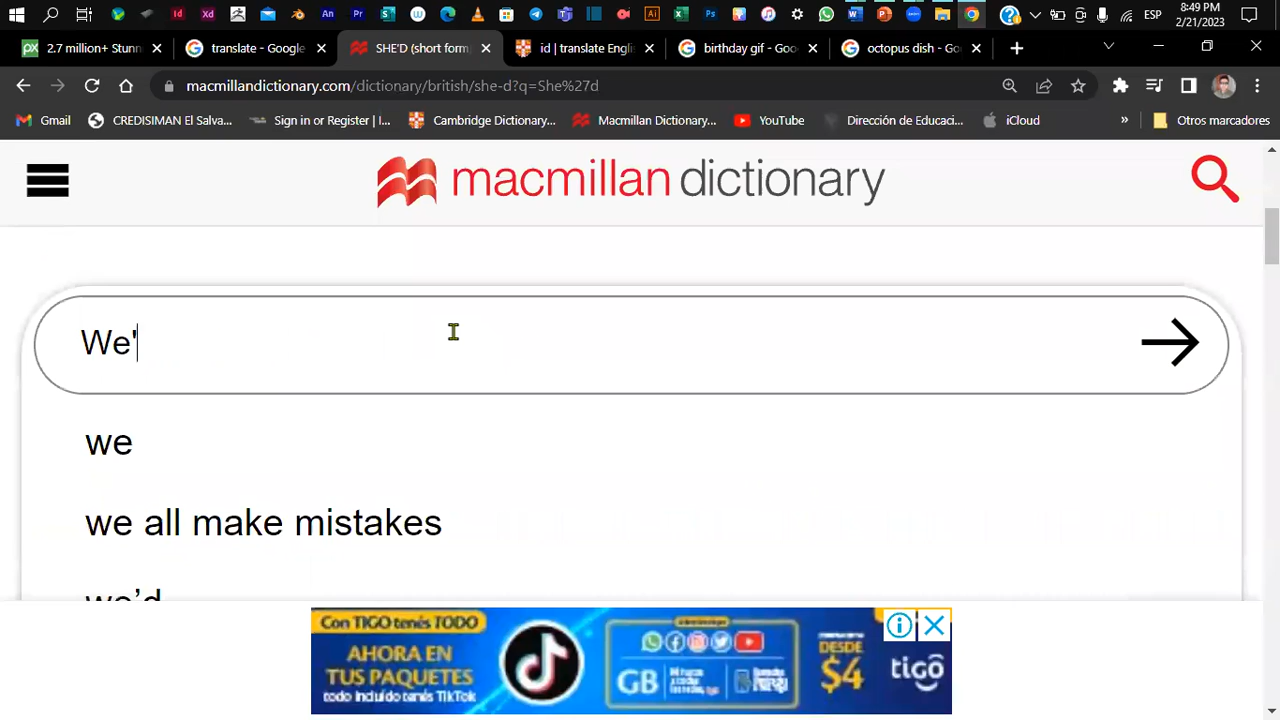 8:49 PM
ESP
2/21/2023
2.7 million+ Stunn
translate - Google
SHE'D (short form
id | translate Engli
birthday gif - Goo
octopus dish - Go
macmillandictionary.com/dictionary/british/she-d?q=She%27d
Gmail
CREDISIMAN El Salva...
Sign in or Register | I...
Cambridge Dictionary...
Macmillan Dictionary...
YouTube
Dirección de Educaci...
iCloud
»
Otros marcadores
macmillan dictionary
We'
we
we all make mistakes
we'd
Con TIGO tenés TODO
AHORA EN
TUS PAQUETES
todo incluído tenés TikTok
GB
DESDE
$4
tigo